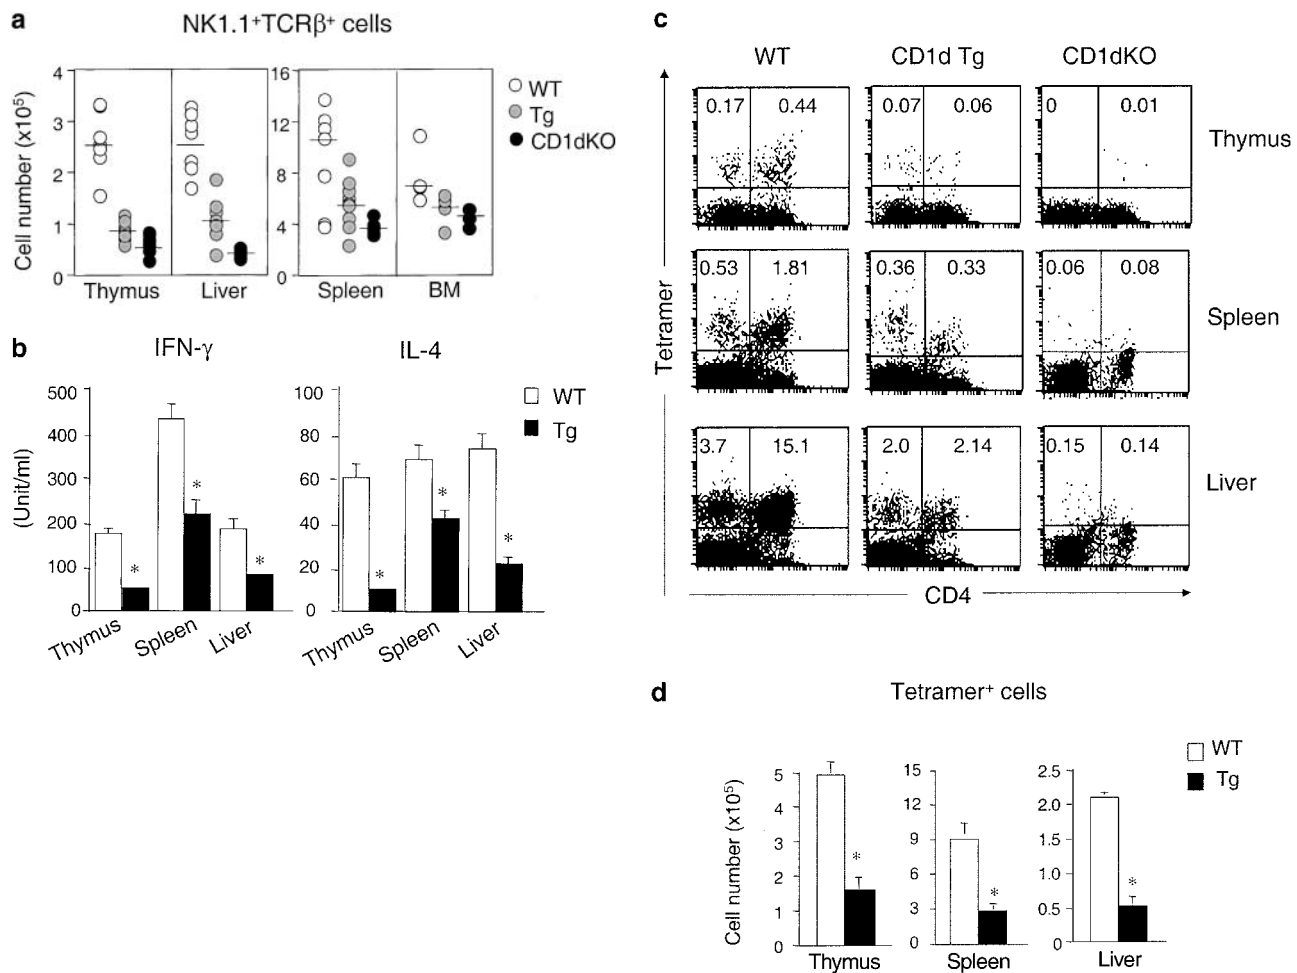 a
NK1.1⁺TCRβ⁺ cells
Cell number (x10⁵)
4
3
2
1
0
16
12
8
4
0
WT
Tg
CD1dKO
Thymus
Liver
Spleen
BM
b
IFN-γ
IL-4
(Unit/ml)
500
400
300
200
100
0
100
80
60
40
20
0
WT
Tg
*
*
*
*
*
*
Thymus
Spleen
Liver
Thymus
Spleen
Liver
c
WT
CD1d Tg
CD1dKO
0.17
0.44
0.07
0.06
0
0.01
Thymus
0.53
1.81
0.36
0.33
0.06
0.08
Spleen
3.7
15.1
2.0
2.14
0.15
0.14
Liver
Tetramer
CD4
d
Tetramer⁺ cells
WT
Tg
Cell number (x10⁵)
5
4
3
2
1
0
*
Thymus
15
12
9
6
3
0
*
Spleen
2.5
2.0
1.5
1.0
0.5
0
*
Liver